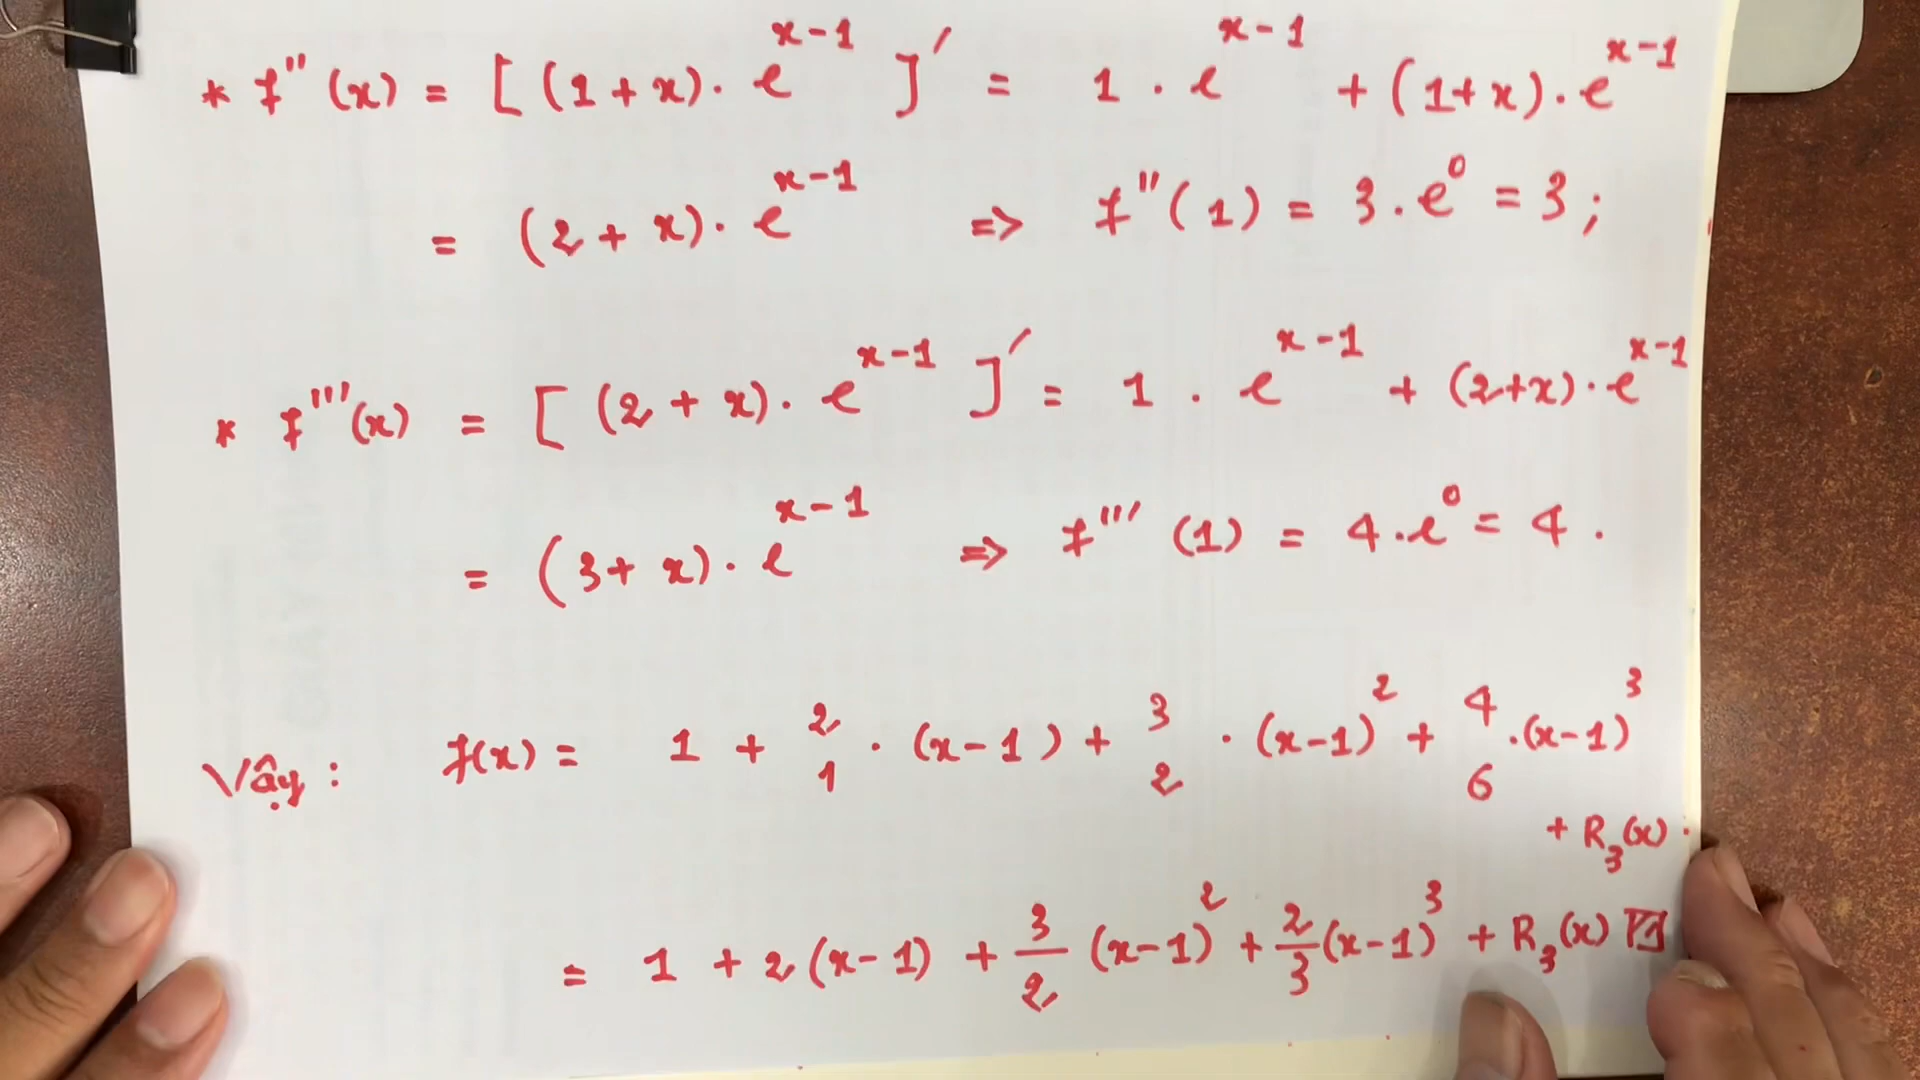 * f''(x) = [(1+x).e^{x-1}]' = 1.e^{x-1} + (1+x).e^{x-1}
= (2+x).e^{x-1} => f''(1) = 3.e^0 = 3;
* f'''(x) = [(2+x).e^{x-1}]' = 1.e^{x-1} + (2+x).e^{x-1}
= (3+x).e^{x-1} => f'''(1) = 4.e^0 = 4.
Vậy: f(x) = 1 + 2/1.(x-1) + 3/2.(x-1)^2 + 4/6.(x-1)^3
+ R_3(x).
= 1 + 2(x-1) + 3/2(x-1)^2 + 2/3(x-1)^3 + R_3(x)